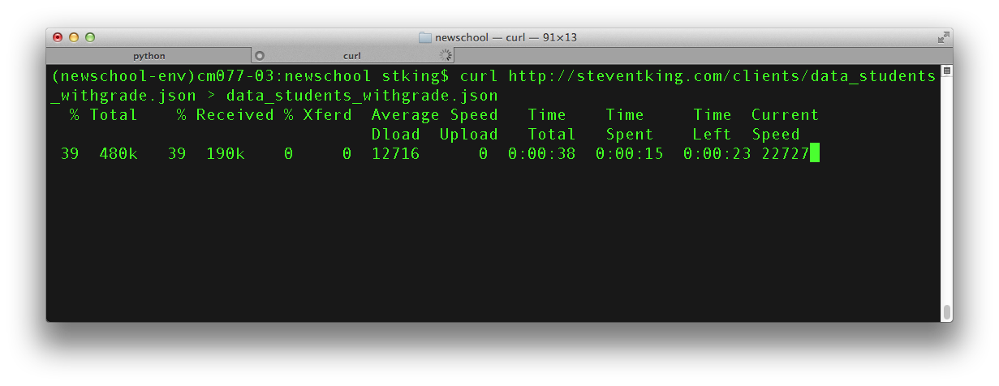 newschool — curl — 91×13
python curl
(newschool-env)cm077-03:newschool stking$ curl http://steventking.com/clients/data_students
_withgrade.json > data_students_withgrade.json
  % Total    % Received % Xferd  Average Speed   Time    Time     Time  Current
                                 Dload  Upload   Total   Spent    Left  Speed
 39  480k   39  190k    0     0  12716      0  0:00:38  0:00:15  0:00:23 22727